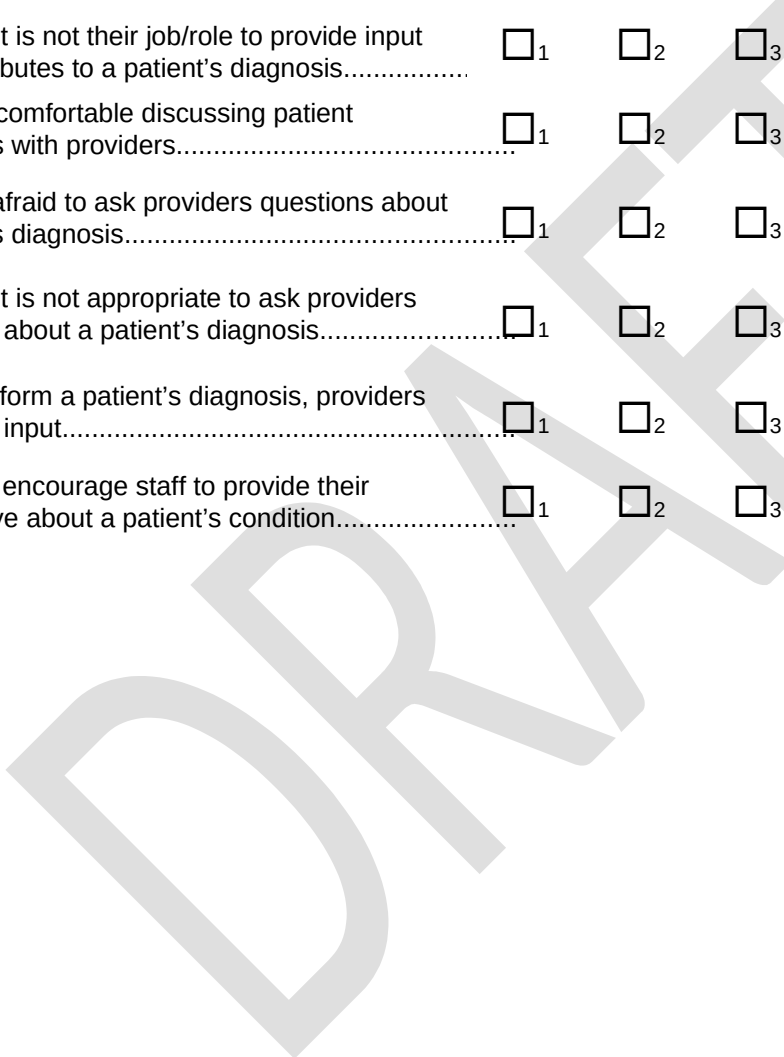 t is not their job/role to provide input
butes to a patient's diagnosis................. ☐1 ☐2 ☐3
comfortable discussing patient
s with providers.............................................. ☐1 ☐2 ☐3
afraid to ask providers questions about
s diagnosis..................................................... ☐1 ☐2 ☐3
t is not appropriate to ask providers
about a patient's diagnosis.......................... ☐1 ☐2 ☐3
form a patient's diagnosis, providers
input............................................................. ☐1 ☐2 ☐3
encourage staff to provide their
ve about a patient's condition........................ ☐1 ☐2 ☐3
DRAFT